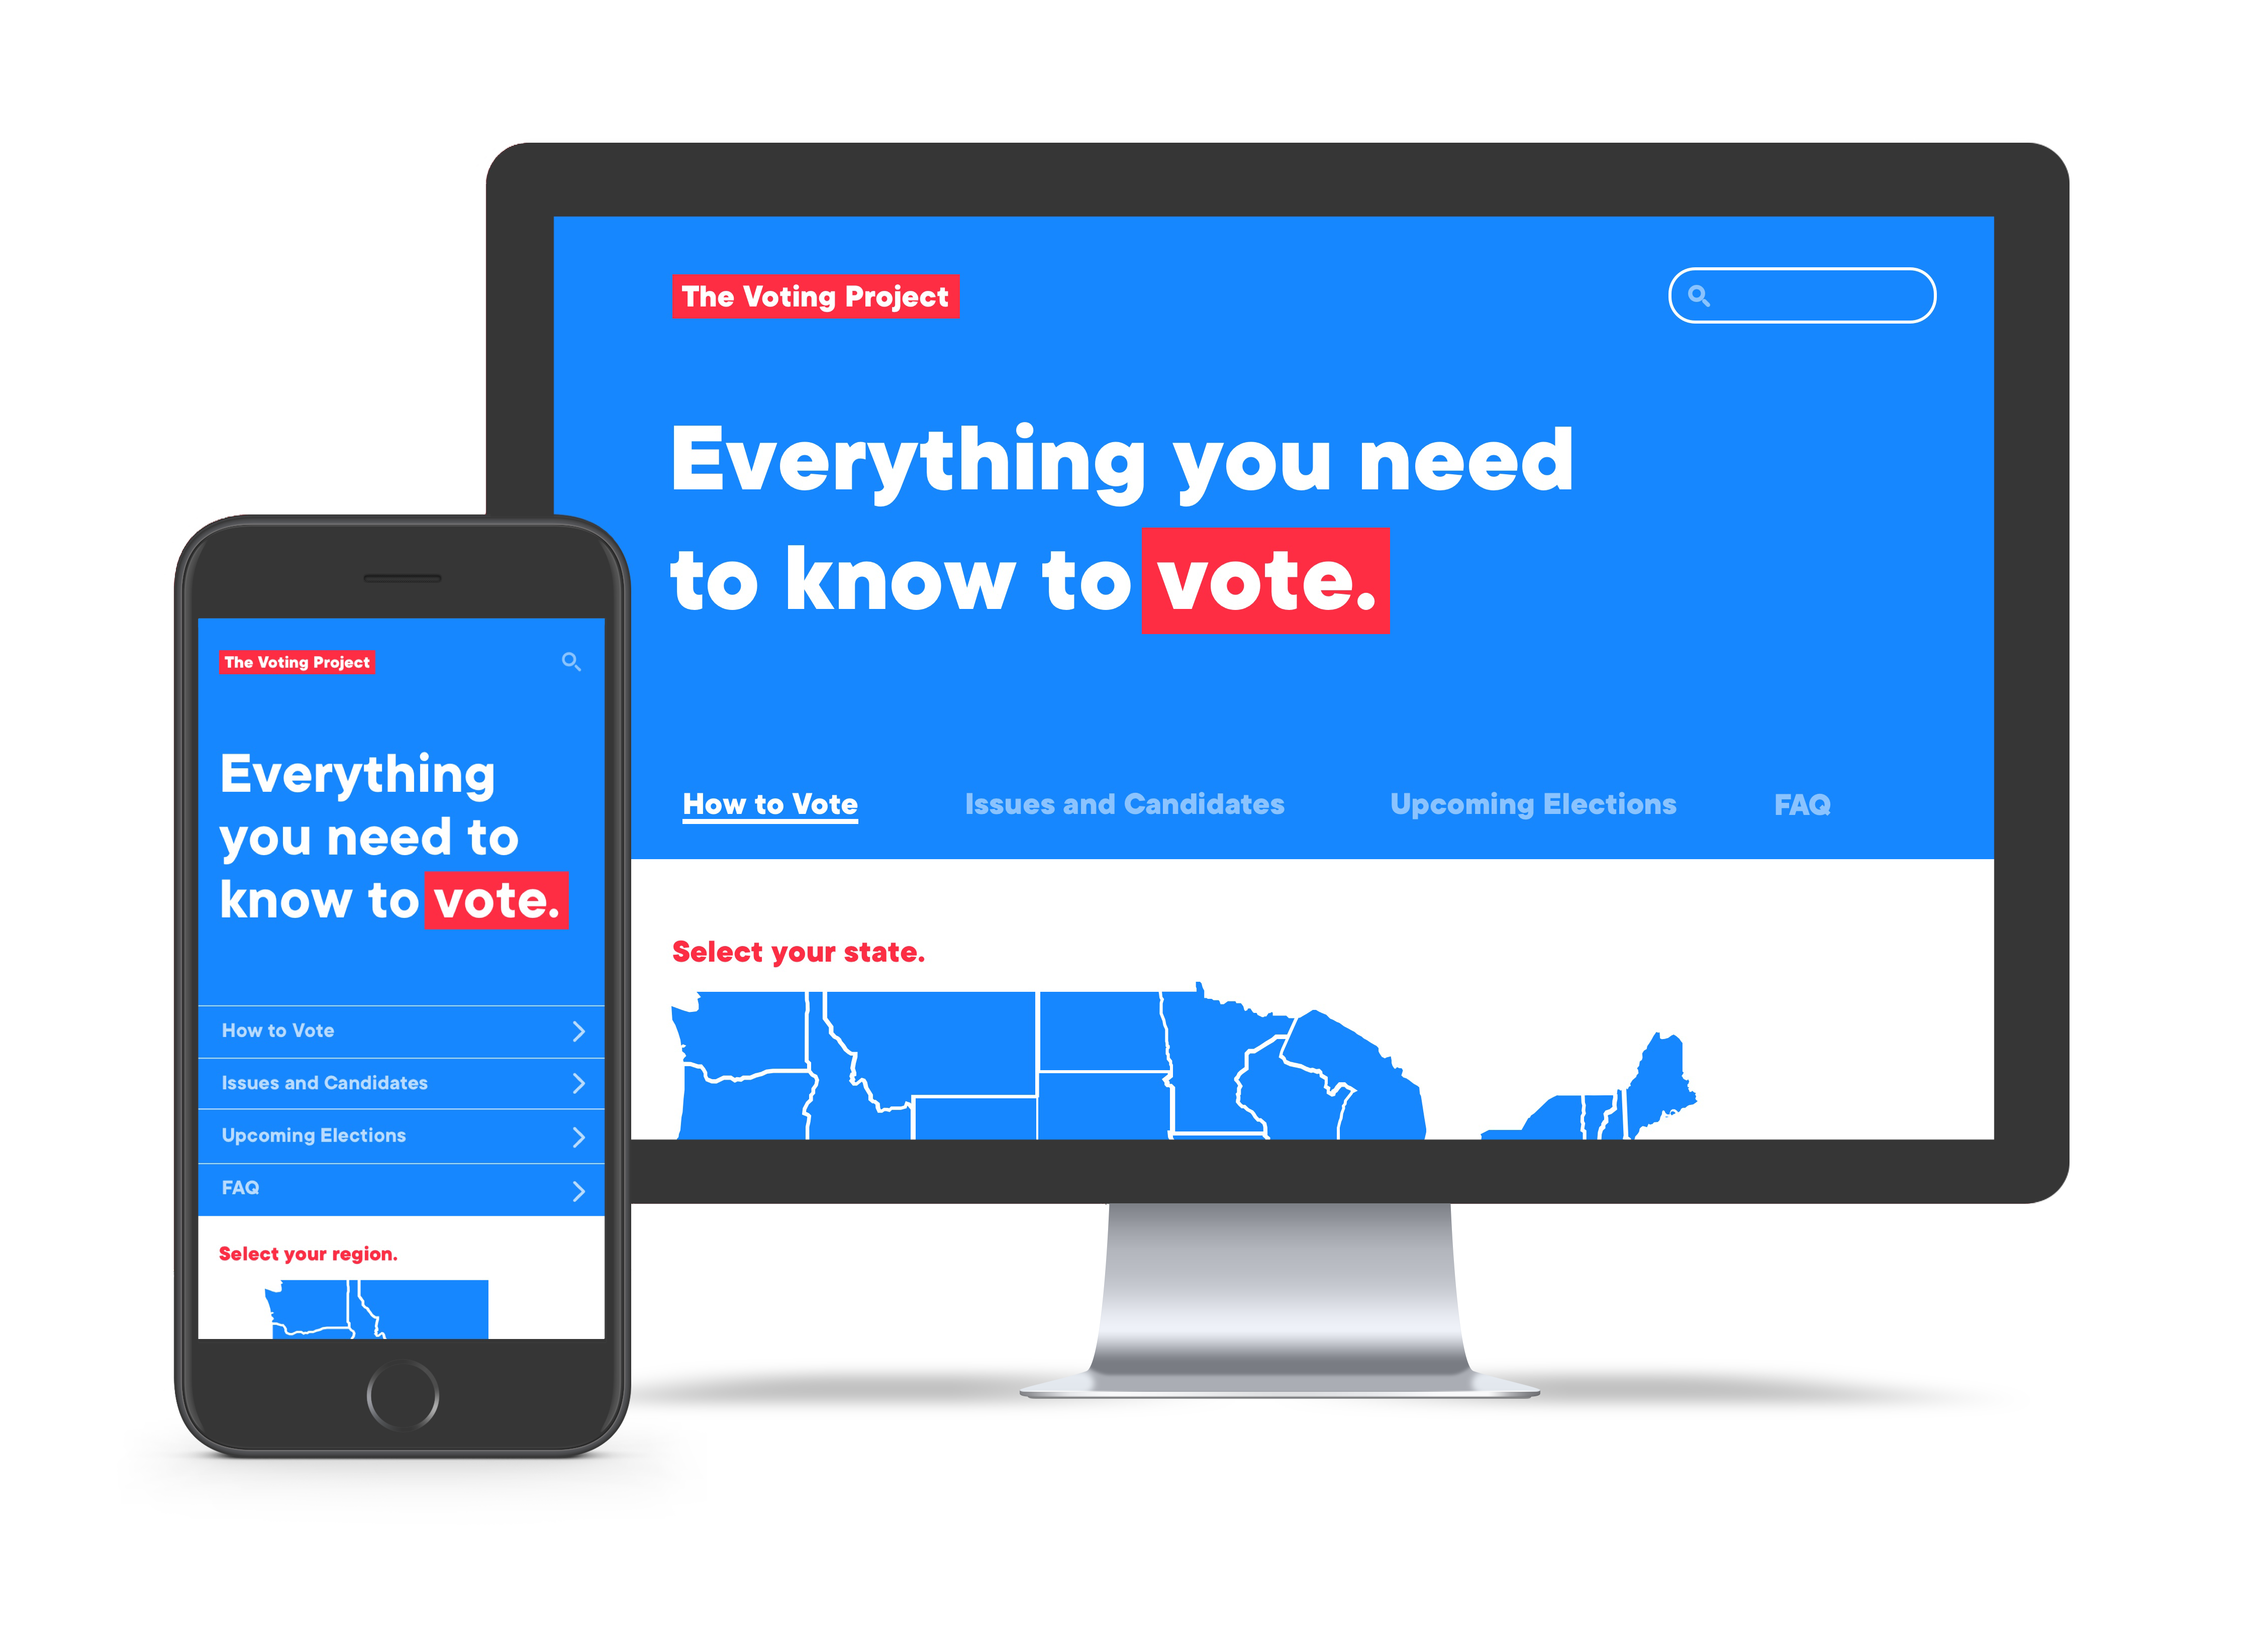 The Voting Project
Everything you need
to know to vote.
How to Vote Issues and Candidates Upcoming Elections FAQ
Select your state.
The Voting Project
Everything
you need to
know to vote.
How to Vote
Issues and Candidates
Upcoming Elections
FAQ
Select your region.